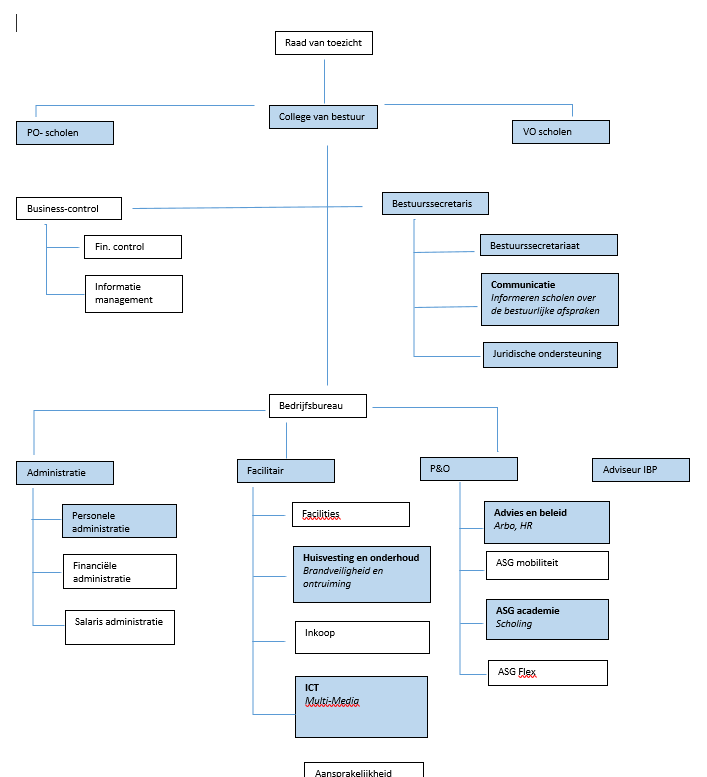 Raad van toezicht
College van bestuur
PO- scholen
VO scholen
Business-control
Bestuurssecretaris
Fin. control
Bestuurssecretariaat
Informatie
management
Communicatie
Informeren scholen over
de bestuurlijke afspraken
Juridische ondersteuning
Bedrijfsbureau
Administratie
Facilitair
P&O
Adviseur IBP
Personele
administratie
Financiële
administratie
Salaris administratie
Facilities
Huisvesting en onderhoud
Brandveiligheid en
ontruiming
Inkoop
ICT
Multi-Media
Advies en beleid
Arbo, HR
ASG mobiliteit
ASG academie
Scholing
ASG Flex
Aansprakelijkheid